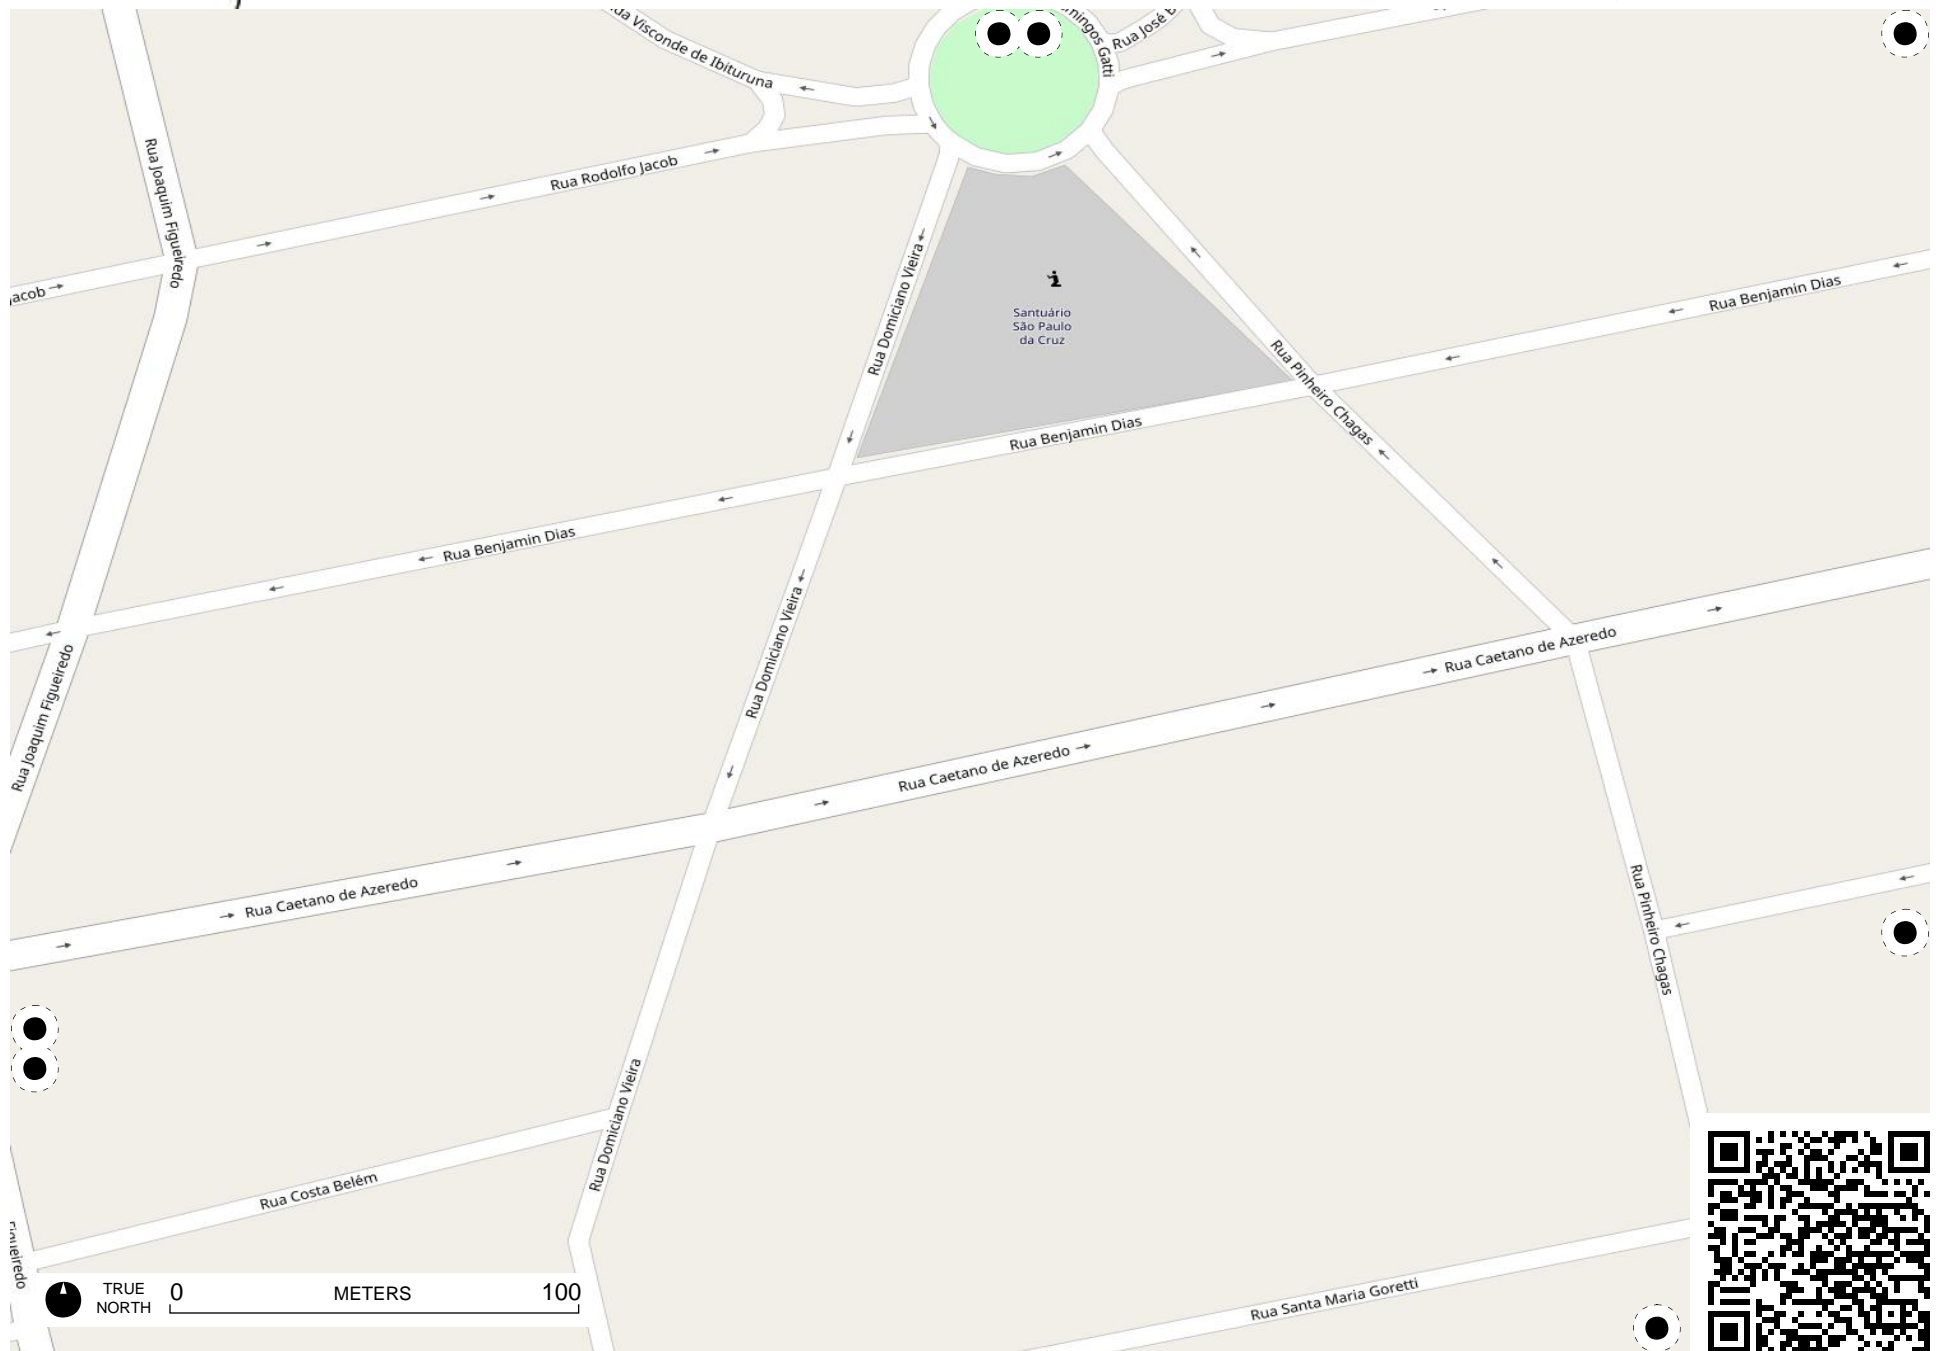 Visconde de Ibituruna
Gatti
Rua José
Rua Joaquim Figueiredo
Rua Rodolfo Jacob
Jacob
Rua Domiciano Vieira
Santuário
São Paulo
da Cruz
Rua Benjamin Dias
Rua Pinheiro Chagas
Rua Benjamin Dias
Rua Benjamin Dias
Rua Domiciano Vieira
Rua Joaquim Figueiredo
Rua Caetano de Azeredo
Rua Caetano de Azeredo
Rua Caetano de Azeredo
Rua Pinheiro Chagas
Rua Domiciano Vieira
Rua Costa Belém
Figueiredo
Rua Santa Maria Goretti
TRUE
NORTH
0 METERS 100